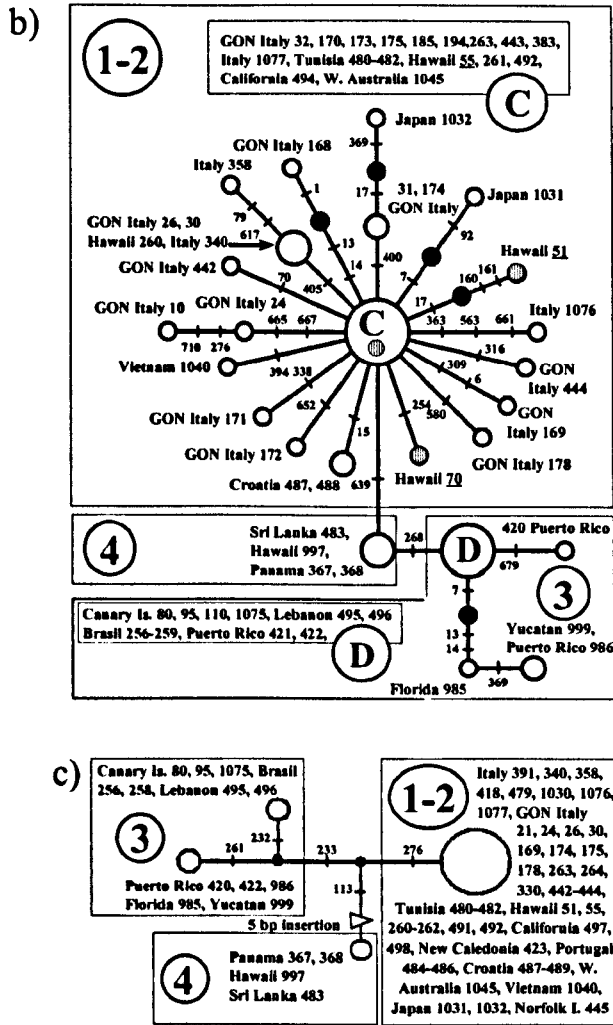 b)
1-2
GON Italy 32, 170, 173, 175, 185, 194,263, 443, 383,
Italy 1077, Tunisia 480-482, Hawaii 55, 261, 492,
California 494, W. Australia 1045
C
Japan 1032
369
GON Italy 168
Italy 358
1
17
31, 174
GON Italy
Japan 1031
79
92
GON Italy 26, 30
617
Hawaii 260, Italy 340
13
14
400
7
Hawaii 51
161
160
GON Italy 442
70
405
17
GON Italy 10
GON Italy 24
665
667
C
363
563
661
Italy 1076
710
276
316
Vietnam 1040
394
338
309
6
GON
Italy 444
GON Italy 171
652
254
580
GON
Italy 169
GON Italy 172
15
GON Italy 178
Croatia 487, 488
639
Hawaii 70
4
Sri Lanka 483,
Hawaii 997,
Panama 367, 368
268
D
420 Puerto Rico
679
7
3
Canary Is. 80, 95, 110, 1075, Lebanon 495, 496
Brasil 256-259, Puerto Rico 421, 422,
D
13
14
Yucatan 999,
Puerto Rico 986
Florida 985
369
c)
Canary Is. 80, 95, 1075, Brasil
256, 258, Lebanon 495, 496
3
232
261
233
276
Puerto Rico 420, 422, 986
Florida 985, Yucatan 999
113
5 bp insertion
4
Panama 367, 368
Hawaii 997
Sri Lanka 483
1-2
Italy 391, 340, 358,
418, 479, 1030, 1076,
1077, GON Italy
21, 24, 26, 30,
169, 174, 175,
178, 263, 264,
330, 442-444,
Tunisia 480-482, Hawaii 51, 55,
260-262, 491, 492, California 497,
498, New Caledonia 423, Portugal
484-486, Croatia 487-489, W.
Australia 1045, Vietnam 1040,
Japan 1031, 1032, Norfolk I. 445